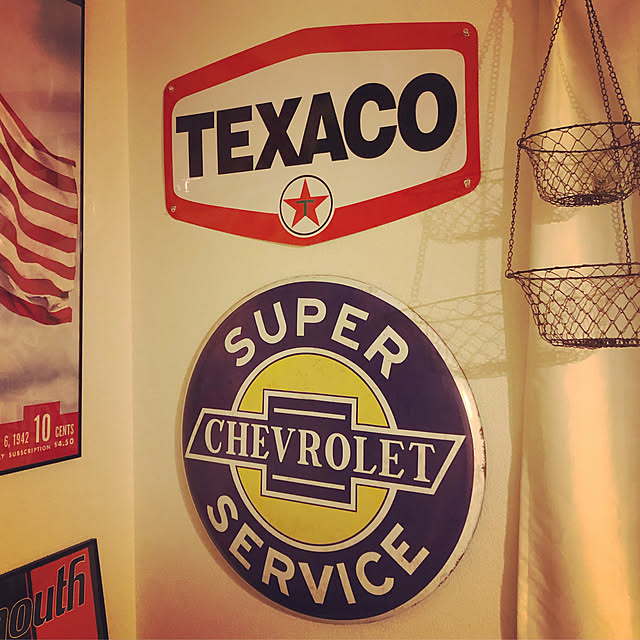 TEXACO
T
SUPER
CHEVROLET
SERVICE
6, 1942 10 CENTS
Y SUBSCRIPTION $4.50
outh